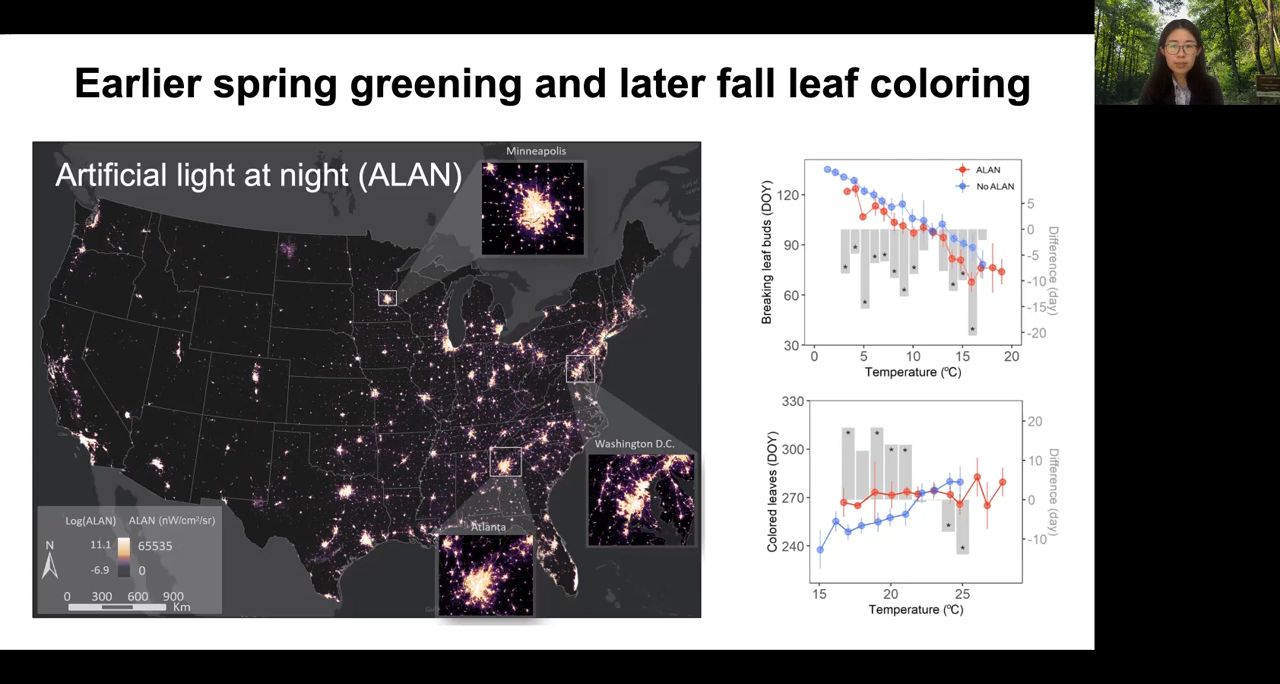 Earlier spring greening and later fall leaf coloring
Artificial light at night (ALAN)
Minneapolis
Washington D.C.
Atlanta
Log(ALAN) ALAN (nW/cm²/sr)
11.1 65535
-6.9 0
N
0 300 600 900
Km
ALAN
No ALAN
Breaking leaf buds (DOY)
120
90
60
30
5
0
-5
-10
-15
-20
Difference (day)
0 5 10 15 20
Temperature (ºC)
Colored leaves (DOY)
330
300
270
240
20
10
0
-10
Difference (day)
15 20 25
Temperature (ºC)